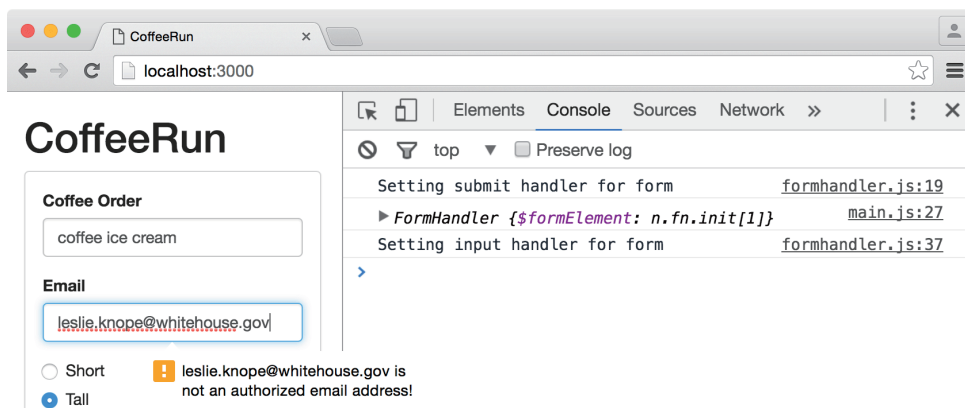 CoffeeRun ×
localhost:3000
CoffeeRun
Coffee Order
coffee ice cream
Email
leslie.knope@whitehouse.gov
Short
Tall
! leslie.knope@whitehouse.gov is
not an authorized email address!
Elements Console Sources Network »
top ▼ Preserve log
Setting submit handler for form formhandler.js:19
▶ FormHandler {$formElement: n.fn.init[1]} main.js:27
Setting input handler for form formhandler.js:37
>